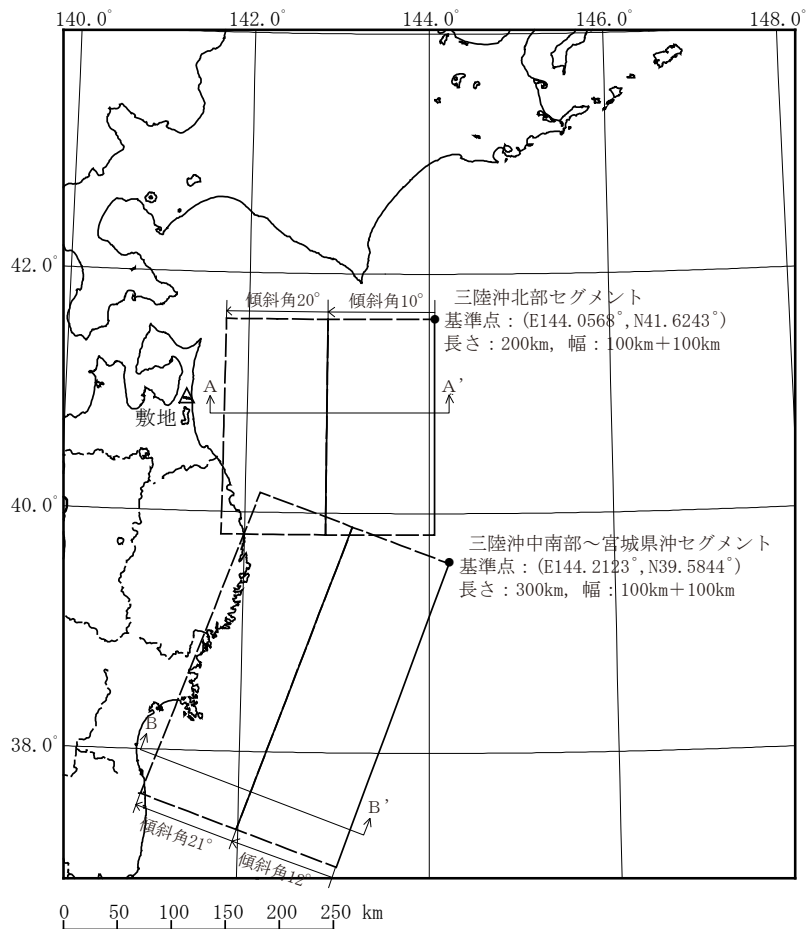 140.0° 142.0° 144.0° 146.0° 148.0°
42.0°
傾斜角20° 傾斜角10°
三陸沖北部セグメント
基準点：(E144.0568°,N41.6243°)
長さ：200km, 幅：100km＋100km
A A'
敷地
40.0°
三陸沖中南部～宮城県沖セグメント
基準点：(E144.2123°,N39.5844°)
長さ：300km, 幅：100km＋100km
38.0°
B
B'
傾斜角21°
傾斜角12°
0 50 100 150 200 250 km